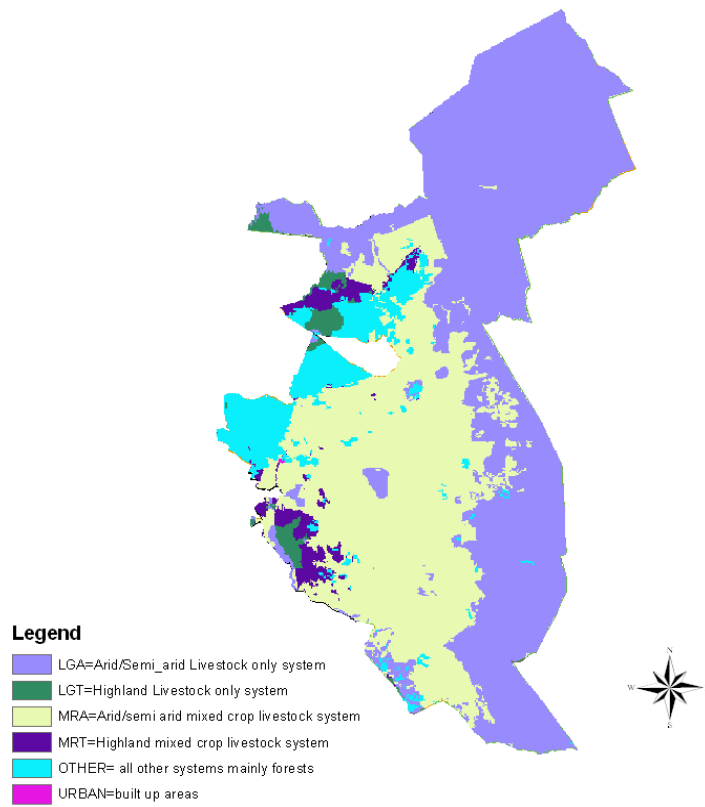 Legend
LGA=Arid/Semi_arid Livestock only system
LGT=Highland Livestock only system
MRA=Arid/semi arid mixed crop livestock system
MRT=Highland mixed crop livestock system
OTHER= all other systems mainly forests
URBAN=built up areas
N
W
E
S